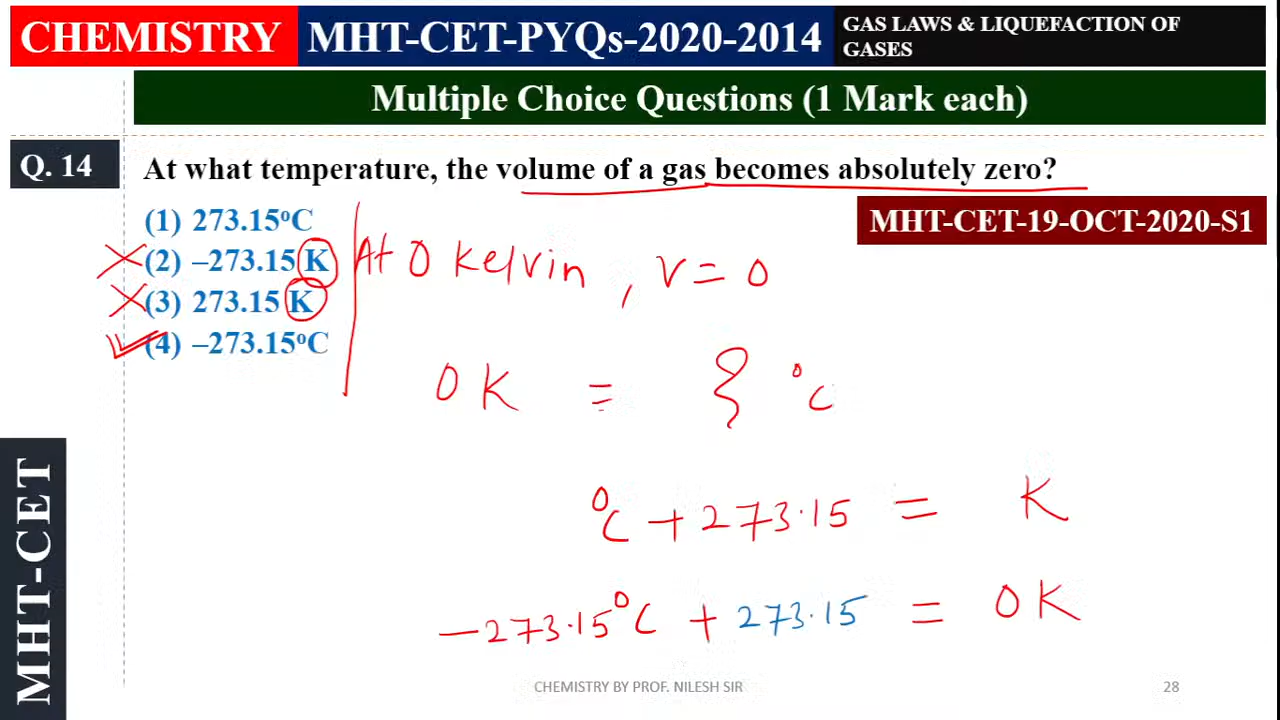 CHEMISTRY MHT-CET-PYQs-2020-2014 GAS LAWS & LIQUEFACTION OF
GASES
Multiple Choice Questions (1 Mark each)
Q. 14 At what temperature, the volume of a gas becomes absolutely zero?
MHT-CET-19-OCT-2020-S1
(1) 273.15°C
(2) –273.15 K
(3) 273.15 K
(4) –273.15°C
At 0 Kelvin, V = 0
0 K = } °C
°C + 273.15 = K
-273.15°C + 273.15 = 0 K
MHT-CET
CHEMISTRY BY PROF. NILESH SIR
28